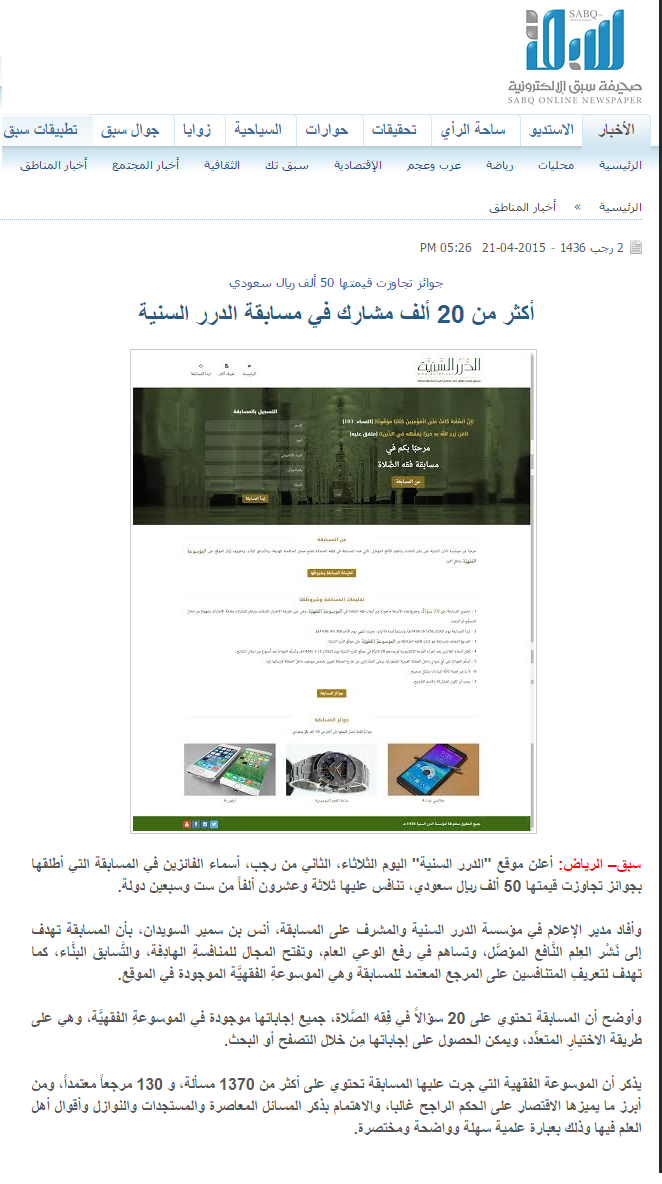 SABQ
صحيفة سبق الإلكترونية
SABQ ONLINE NEWSPAPER
الأخبار الاستديو ساحة الرأي تحقيقات حوارات السياحية زوايا جوال سبق تطبيقات سبق
الرئيسية محليات رياضة عرب وعجم الإقتصادية سبق تك الثقافية أخبار المجتمع أخبار المناطق
الرئيسية » أخبار المناطق
2 رجب 1436 - 21-04-2015 05:26 PM
جوائز تجاوزت قيمتها 50 ألف ريال سعودي
أكثر من 20 ألف مشارك في مسابقة الدرر السنية
الدرر السنية
التسجيل بالمسابقة
مرحبًا بكم في
مسابقة فقه الصَّلاة
عن المسابقة
ابدأ المسابقة
عن المسابقة
تعليمات المسابقة وشروطها
تعليمات المسابقة وشروطها
جوائز المسابقة
جوائز المسابقة
سبق– الرياض: أعلن موقع "الدرر السنية" اليوم الثلاثاء، الثاني من رجب، أسماء الفائزين في المسابقة التي أطلقها
بجوائز تجاوزت قيمتها 50 ألف ريال سعودي، تنافس عليها ثلاثة وعشرون ألفاً من ست وسبعين دولة.
وأفاد مدير الإعلام في مؤسسة الدرر السنية والمشرف على المسابقة، أنس بن سمير السويدان، بأن المسابقة تهدف
إلى نَشْر العِلم النَّافع المؤصَّل، وتساهم في رفع الوعي العام، وتفتح المجال للمنافسةِ الهادِفة، والتَّسابق البنَّاء، كما
تهدف لتعريفِ المتنافسين على المرجع المعتمد للمسابقة وهي الموسوعةِ الفقهيَّة الموجودة في الموقع.
وأوضح أن المسابقة تحتوي على 20 سؤالاً في فِقه الصَّلاة، جميع إجاباتها موجودة في الموسوعةِ الفقهيَّة، وهي على
طريقة الاختيارِ المتعدِّد، ويمكن الحصول على إجاباتها مِن خلال التصفح أو البحث.
يذكر أن الموسوعة الفقهية التي جرت عليها المسابقة تحتوي على أكثر من 1370 مسألة، و 130 مرجعاً معتمداً، ومن
أبرز ما يميزها الاقتصار على الحكم الراجح غالبا، والاهتمام بذكر المسائل المعاصرة والمستجدات والنوازل وأقوال أهل
العلم فيها وذلك بعبارة علمية سهلة وواضحة ومختصرة.